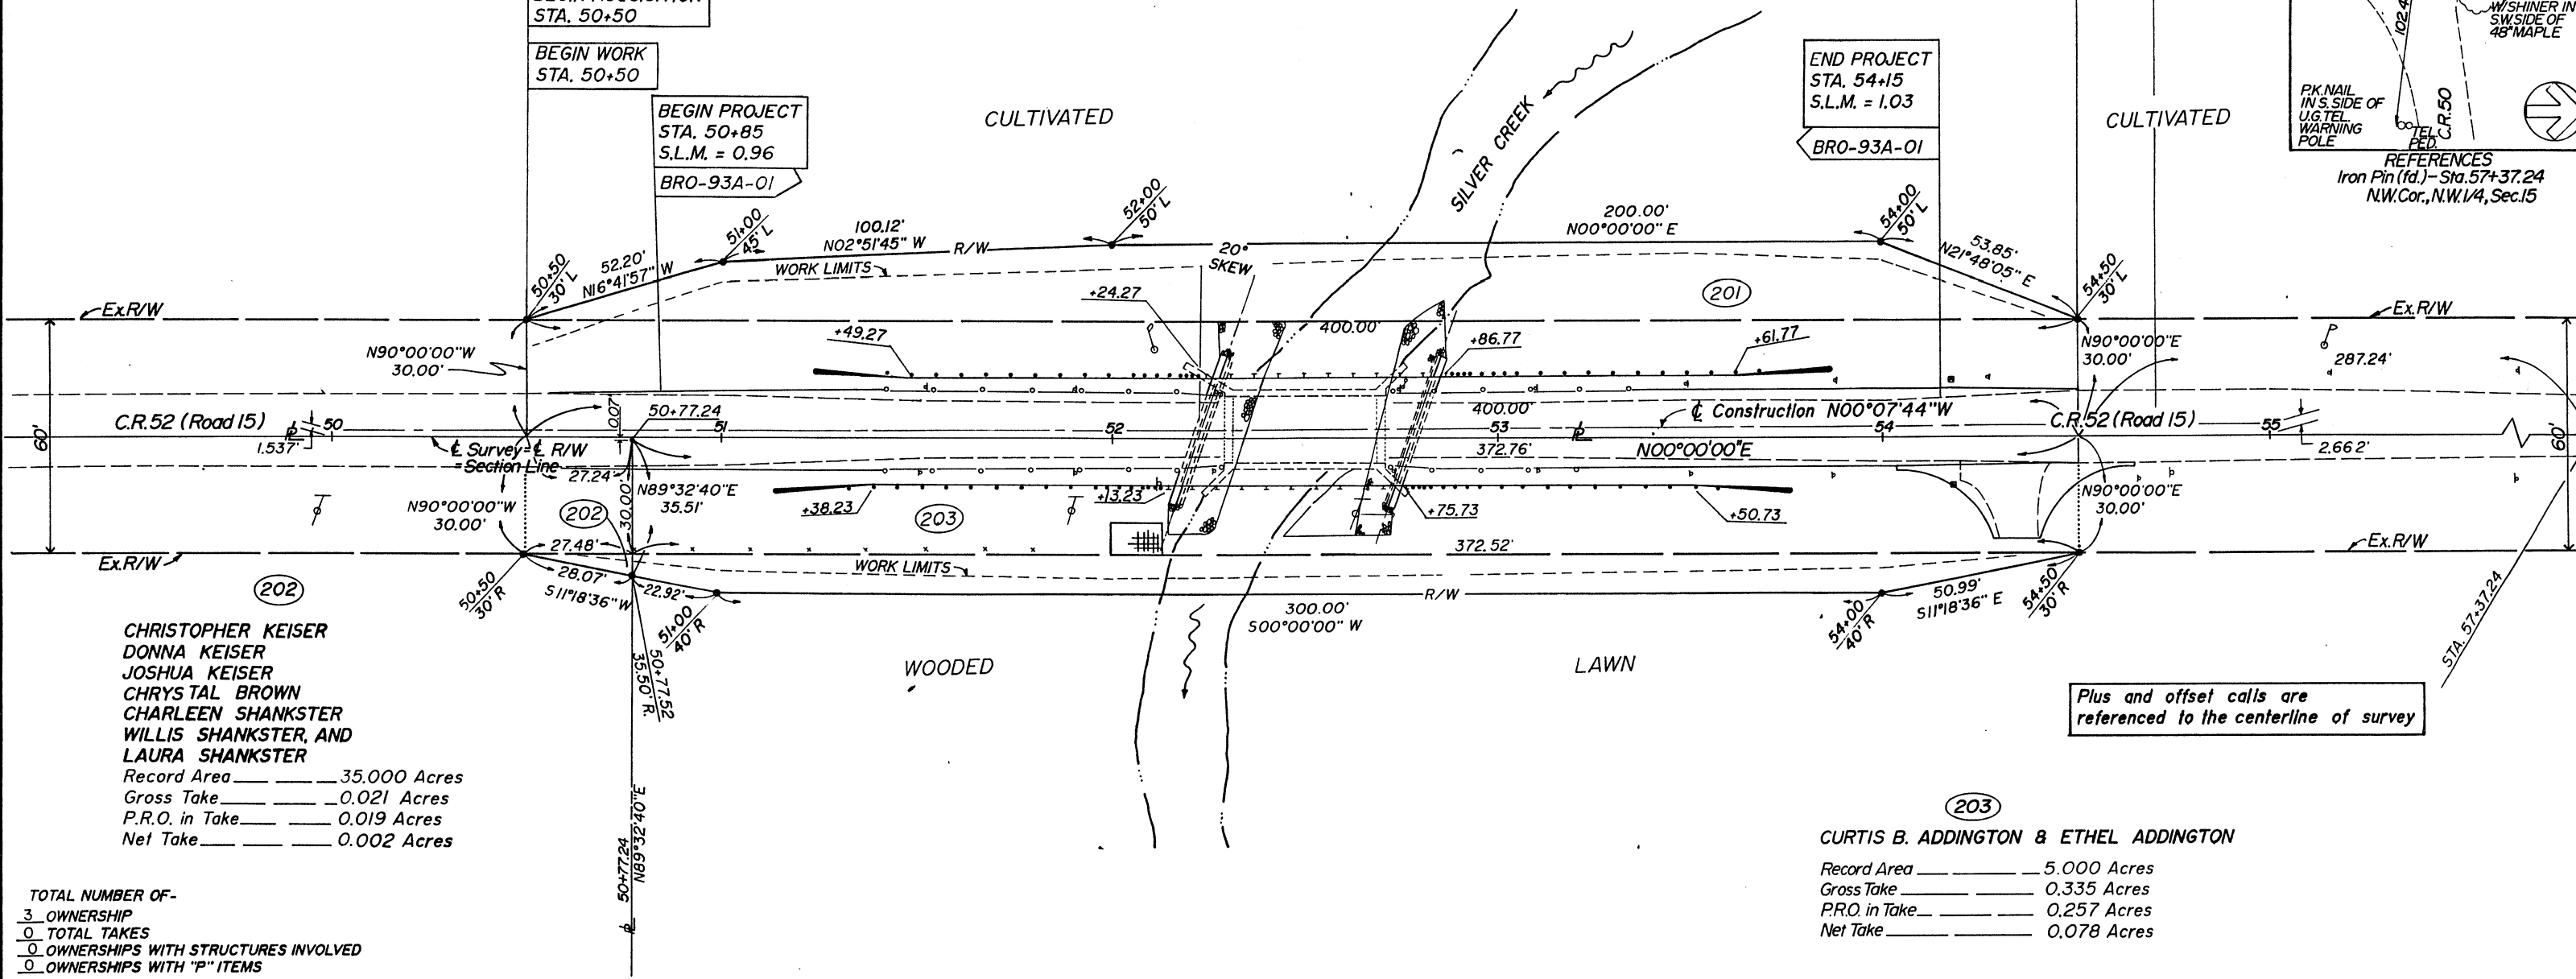 STA. 50+50
BEGIN WORK
STA. 50+50
BEGIN PROJECT
STA. 50+85
S.L.M. = 0.96
BRO-93A-01
CULTIVATED
SILVER CREEK
END PROJECT
STA. 54+15
S.L.M. = 1.03
BRO-93A-01
CULTIVATED
102.4
W/SHINER IN
S.W.SIDE OF
48"MAPLE
P.K.NAIL
IN S. SIDE OF
U.G.TEL.
WARNING
POLE
TEL.
PED.
C.R.50
REFERENCES
Iron Pin (fd.)-Sta.57+37.24
N.W.Cor., N.W.1/4, Sec.15
50+50
30' L
52.20'
N16°41'57" W
51+00
45' L
100.12'
N02°51'45" W
R/W
WORK LIMITS
52+00
50' L
20°
SKEW
200.00'
N00°00'00" E
54+00
50' L
53.85'
N21°48'05" E
54+50
30' L
201
Ex.R/W
Ex.R/W
+24.27
400.00'
+49.27
+86.77
+61.77
N90°00'00"W
30.00'
N90°00'00"E
30.00'
287.24'
60'
C.R.52 (Road 15)
50
1.537'
0.07
50+77.24
51
52
400.00'
℄ Construction N00°07'44"W
53
54
C.R.52 (Road 15)
55
2.662'
60'
℄ Survey=℄ R/W
=Section Line
27.24'
372.76'
N00°00'00"E
N90°00'00"W
30.00'
N89°32'40"E
35.51'
30.00'
202
203
+38.23
+13.23
+75.73
+50.73
N90°00'00"E
30.00'
27.48'
372.52'
Ex.R/W
Ex.R/W
WORK LIMITS
28.07'
S11°18'36"W
22.92'
50+50
30' R
51+00
40' R
50+77.52
35.50' R.
R/W
300.00'
S00°00'00" W
50.99'
S11°18'36" E
54+00
40' R
54+50
30' R
STA. 57+37.24
WOODED
LAWN
Plus and offset calls are
referenced to the centerline of survey
202
CHRISTOPHER KEISER
DONNA KEISER
JOSHUA KEISER
CHRYSTAL BROWN
CHARLEEN SHANKSTER
WILLIS SHANKSTER, AND
LAURA SHANKSTER
Record Area 35.000 Acres
Gross Take 0.021 Acres
P.R.O. in Take 0.019 Acres
Net Take 0.002 Acres
50+77.24
N89°32'40"E
203
CURTIS B. ADDINGTON & ETHEL ADDINGTON
Record Area 5.000 Acres
Gross Take 0.335 Acres
P.R.O. in Take 0.257 Acres
Net Take 0.078 Acres
TOTAL NUMBER OF-
3 OWNERSHIP
0 TOTAL TAKES
0 OWNERSHIPS WITH STRUCTURES INVOLVED
0 OWNERSHIPS WITH "P" ITEMS